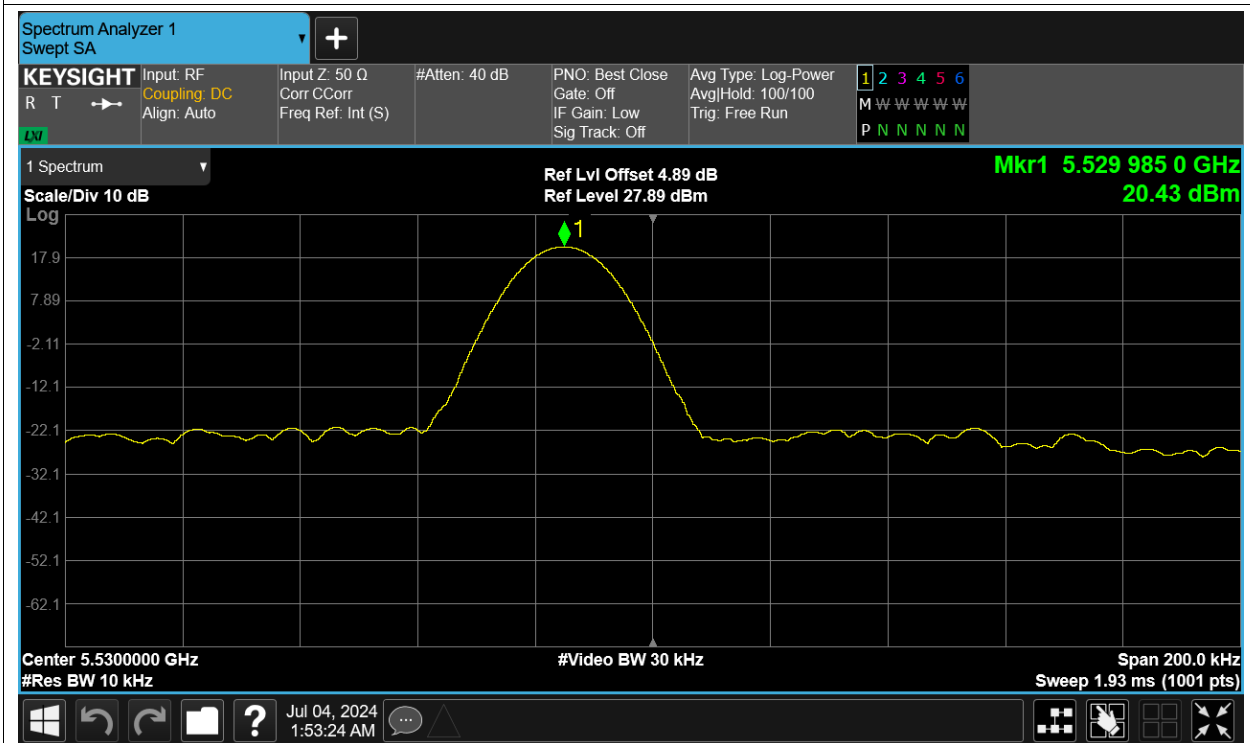 Spectrum Analyzer 1
Swept SA
+
KEYSIGHT
R T
LXI
Input: RF
Coupling: DC
Align: Auto
Input Z: 50 Ω
Corr CCorr
Freq Ref: Int (S)
#Atten: 40 dB
PNO: Best Close
Gate: Off
IF Gain: Low
Sig Track: Off
Avg Type: Log-Power
Avg|Hold: 100/100
Trig: Free Run
1 2 3 4 5 6
M W W W W W
P N N N N N
1 Spectrum
Scale/Div 10 dB
Log
Ref Lvl Offset 4.89 dB
Ref Level 27.89 dBm
Mkr1 5.529 985 0 GHz
20.43 dBm
1
17.9
7.89
-2.11
-12.1
-22.1
-32.1
-42.1
-52.1
-62.1
Center 5.5300000 GHz
#Res BW 10 kHz
#Video BW 30 kHz
Span 200.0 kHz
Sweep 1.93 ms (1001 pts)
?
Jul 04, 2024
1:53:24 AM